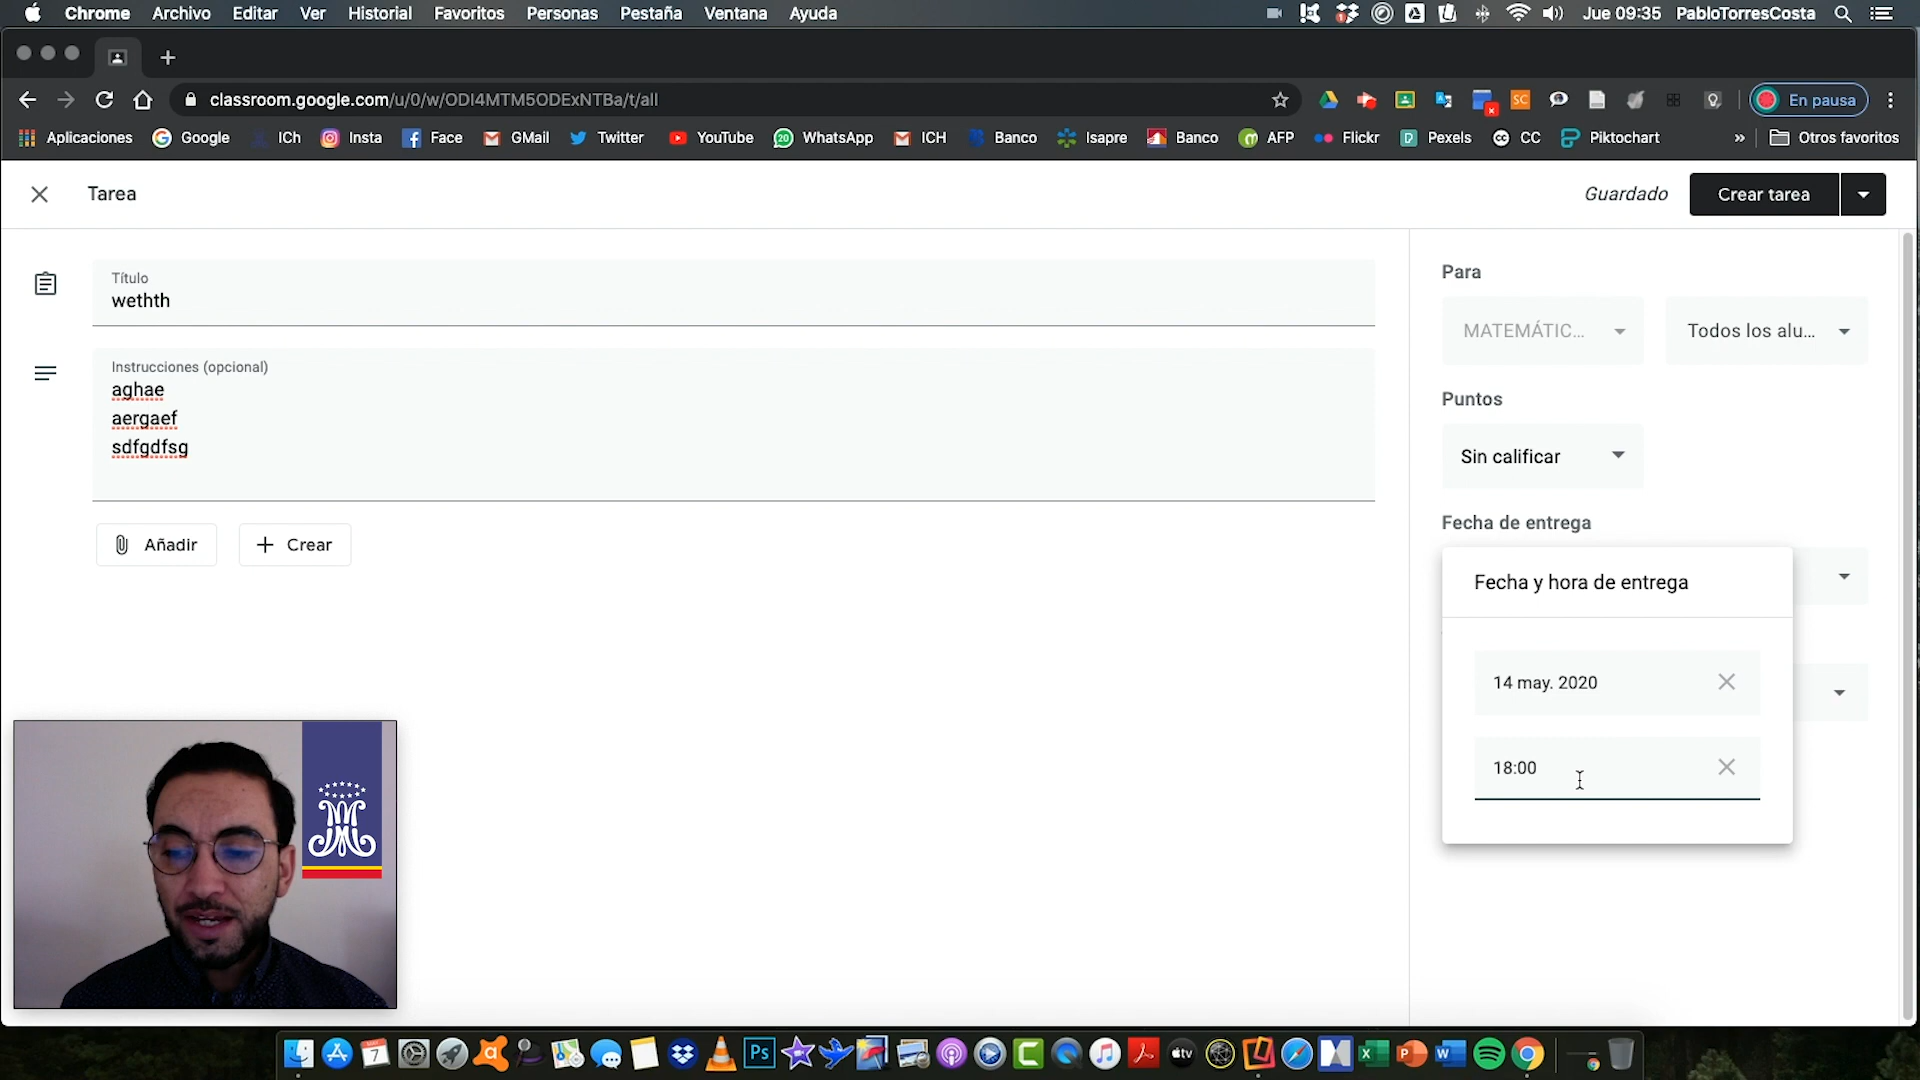 Chrome Archivo Editar Ver Historial Favoritos Personas Pestaña Ventana Ayuda Jue 09:35 PabloTorresCosta
classroom.google.com/u/0/w/ODI4MTM5ODExNTBa/t/all En pausa
Aplicaciones Google ICh Insta Face GMail Twitter YouTube WhatsApp ICH Banco Isapre Banco AFP Flickr Pexels CC Piktochart » Otros favoritos
Tarea Guardado Crear tarea
Título
wethth
Instrucciones (opcional)
aghae
aergaef
sdfgdfsg
Añadir Crear
Para
MATEMÁTIC... Todos los alu...
Puntos
Sin calificar
Fecha de entrega
Fecha y hora de entrega
14 may. 2020
18:00